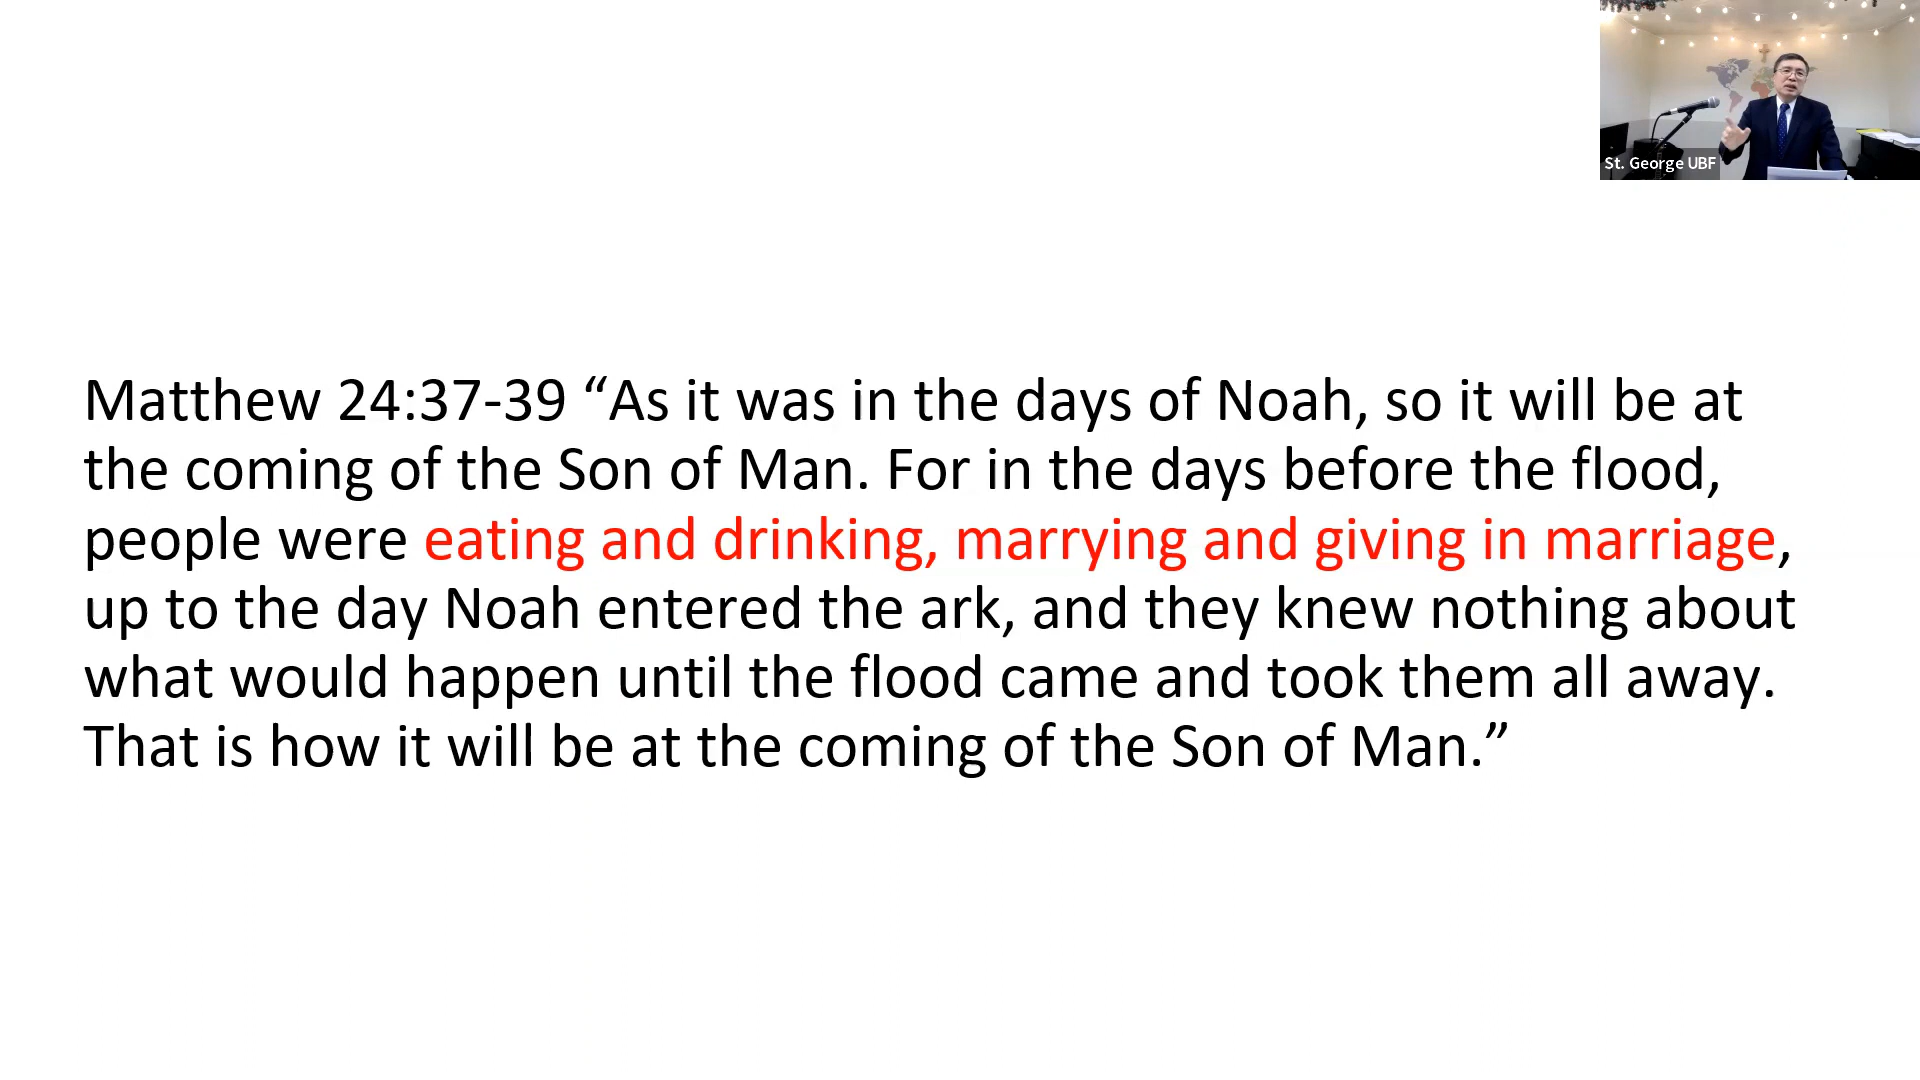 St. George UBF
Matthew 24:37-39 “As it was in the days of Noah, so it will be at
the coming of the Son of Man. For in the days before the flood,
people were eating and drinking, marrying and giving in marriage,
up to the day Noah entered the ark, and they knew nothing about
what would happen until the flood came and took them all away.
That is how it will be at the coming of the Son of Man.”